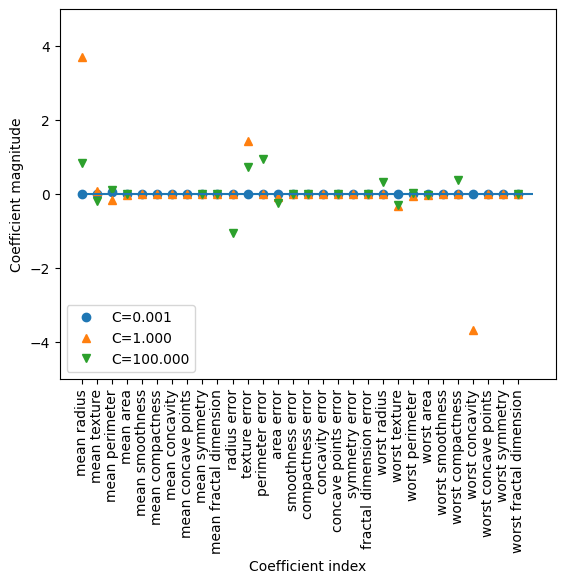 Coefficient magnitude
4
2
0
−2
−4
C=0.001
C=1.000
C=100.000
mean radius
mean texture
mean perimeter
mean area
mean smoothness
mean compactness
mean concavity
mean concave points
mean symmetry
mean fractal dimension
radius error
texture error
perimeter error
area error
smoothness error
compactness error
concavity error
concave points error
symmetry error
fractal dimension error
worst radius
worst texture
worst perimeter
worst area
worst smoothness
worst compactness
worst concavity
worst concave points
worst symmetry
worst fractal dimension
Coefficient index